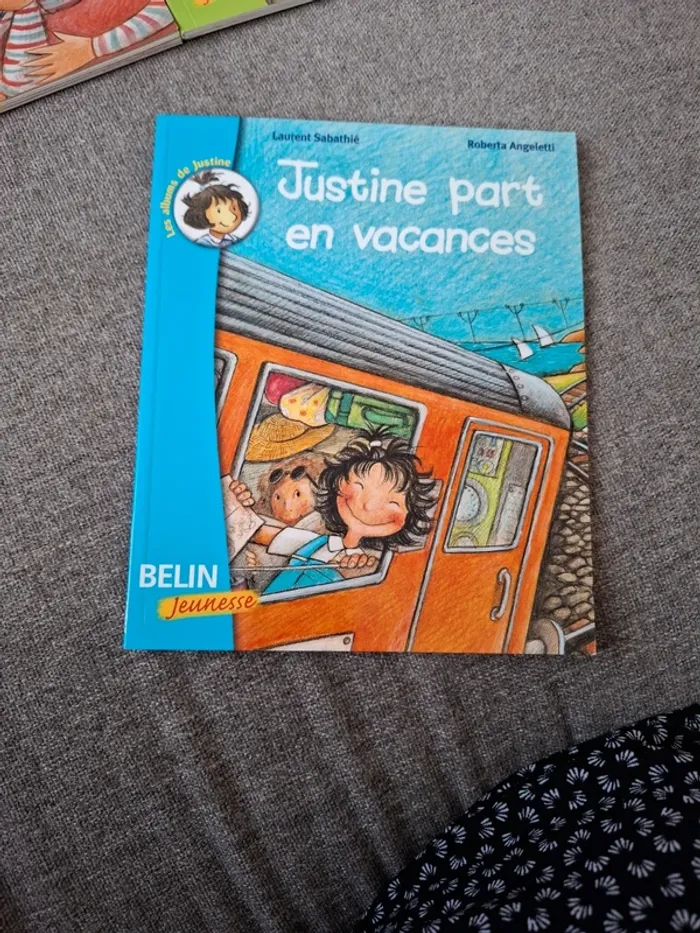 Laurent Sabathié
Roberta Angeletti
Les albums de Justine
Justine part
en vacances
BELIN
Jeunesse